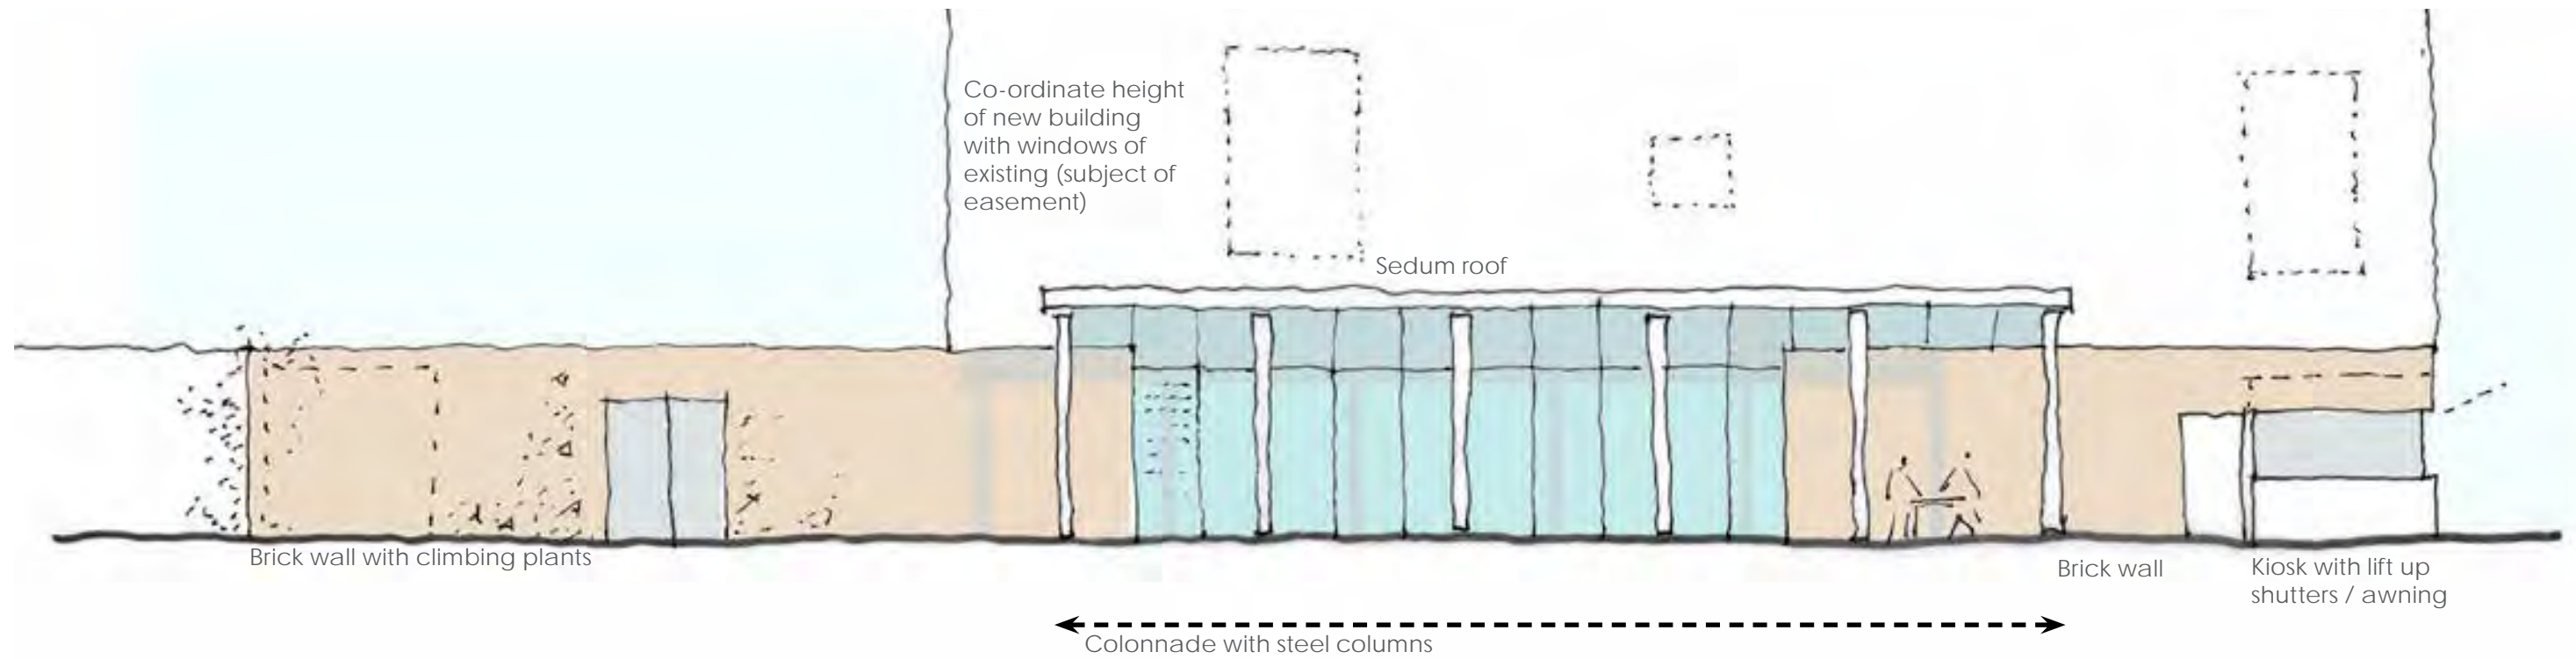 Co-ordinate height
of new building
with windows of
existing (subject of
easement)
Sedum roof
Brick wall with climbing plants
Brick wall
Kiosk with lift up
shutters / awning
Colonnade with steel columns